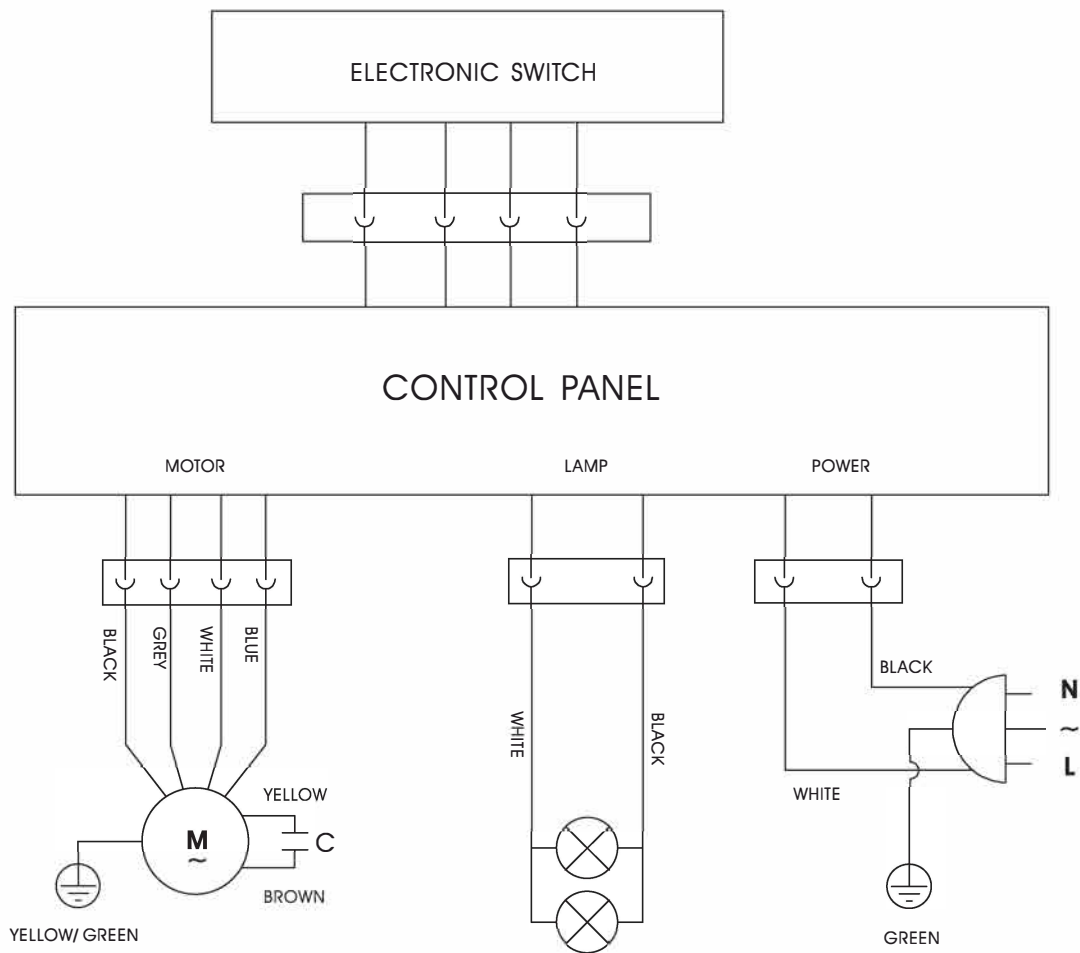 ELECTRONIC SWITCH
CONTROL PANEL
MOTOR
LAMP
POWER
BLACK
GREY
WHITE
BLUE
WHITE
BLACK
BLACK
WHITE
N
~
L
GREEN
YELLOW
M
~
C
BROWN
YELLOW/ GREEN